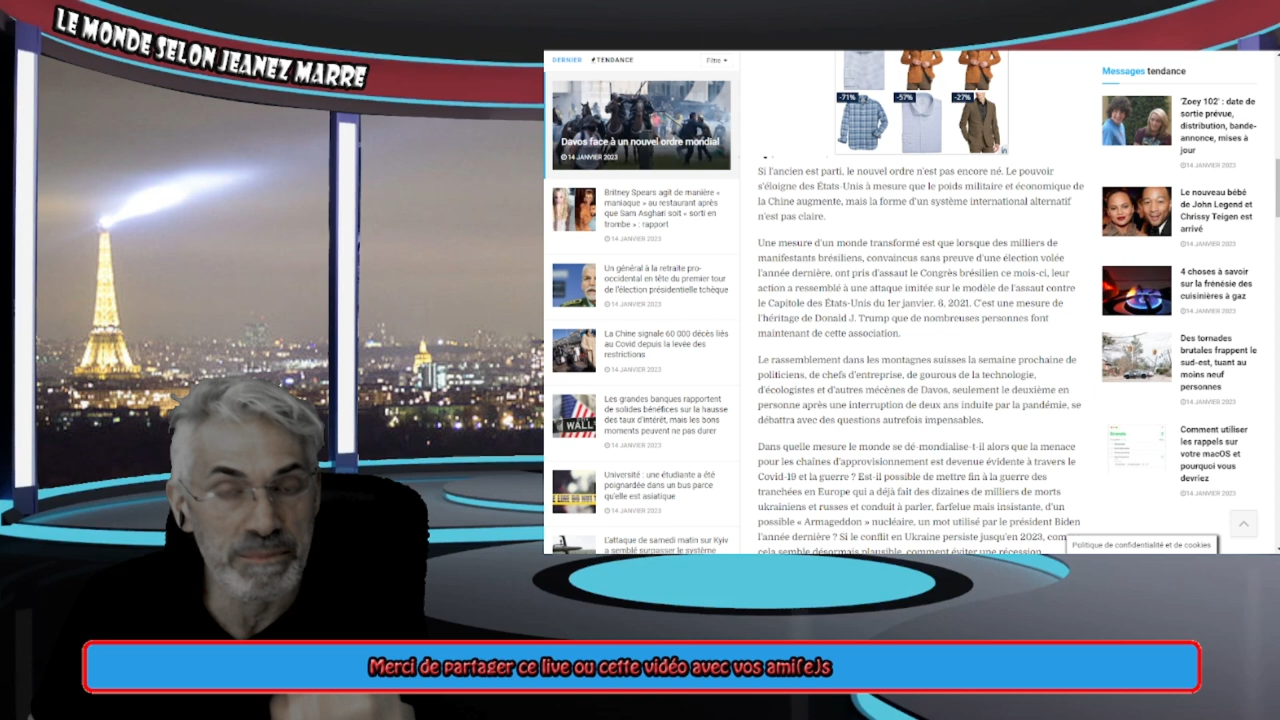 LE MONDE SELON JEANEZ MARRE
DERNIER
TENDANCE
Filtre
Davos face à un nouvel ordre mondial
14 JANVIER 2023
Britney Spears agit de manière «
maniaque » au restaurant après
que Sam Asghari soit « sorti en
trombe » : rapport
14 JANVIER 2023
Un général à la retraite pro-
occidental en tête du premier tour
de l'élection présidentielle tchèque
14 JANVIER 2023
La Chine signale 60 000 décès liés
au Covid depuis la levée des
restrictions
14 JANVIER 2023
Les grandes banques rapportent
de solides bénéfices sur la hausse
des taux d'intérêt, mais les bons
moments peuvent ne pas durer
14 JANVIER 2023
WALL
Université : une étudiante a été
poignardée dans un bus parce
qu'elle est asiatique
14 JANVIER 2023
L'attaque de samedi matin sur Kyiv
a semblé surpasser le système
-71%
-57%
-27%
Si l'ancien est parti, le nouvel ordre n'est pas encore né. Le pouvoir
s'éloigne des États-Unis à mesure que le poids militaire et économique de
la Chine augmente, mais la forme d'un système international alternatif
n'est pas claire.
Une mesure d'un monde transformé est que lorsque des milliers de
manifestants brésiliens, convaincus sans preuve d'une élection volée
l'année dernière, ont pris d'assaut le Congrès brésilien ce mois-ci, leur
action a ressemblé à une attaque imitée sur le modèle de l'assaut contre
le Capitole des États-Unis du 1er janvier. 6, 2021. C'est une mesure de
l'héritage de Donald J. Trump que de nombreuses personnes font
maintenant de cette association.
Le rassemblement dans les montagnes suisses la semaine prochaine de
politiciens, de chefs d'entreprise, de gourous de la technologie,
d'écologistes et d'autres mécènes de Davos, seulement le deuxième en
personne après une interruption de deux ans induite par la pandémie, se
débattra avec des questions autrefois impensables.
Dans quelle mesure le monde se dé-mondialise-t-il alors que la menace
pour les chaînes d'approvisionnement est devenue évidente à travers le
Covid-19 et la guerre ? Est-il possible de mettre fin à la guerre des
tranchées en Europe qui a déjà fait des dizaines de milliers de morts
ukrainiens et russes et conduit à parler, farfelue mais insistante, d'un
possible « Armageddon » nucléaire, un mot utilisé par le président Biden
l'année dernière ? Si le conflit en Ukraine persiste jusqu'en 2023, com
cela semble désormais plausible, comment éviter une récession
Messages tendance
'Zoey 102' : date de
sortie prévue,
distribution, bande-
annonce, mises à
jour
14 JANVIER 2023
Le nouveau bébé
de John Legend et
Chrissy Teigen est
arrivé
14 JANVIER 2023
4 choses à savoir
sur la frénésie des
cuisinières à gaz
14 JANVIER 2023
Des tornades
brutales frappent le
sud-est, tuant au
moins neuf
personnes
14 JANVIER 2023
Comment utiliser
les rappels sur
votre macOS et
pourquoi vous
devriez
14 JANVIER 2023
Politique de confidentialité et de cookies
Merci de partager ce live ou cette vidéo avec vos ami(e)s